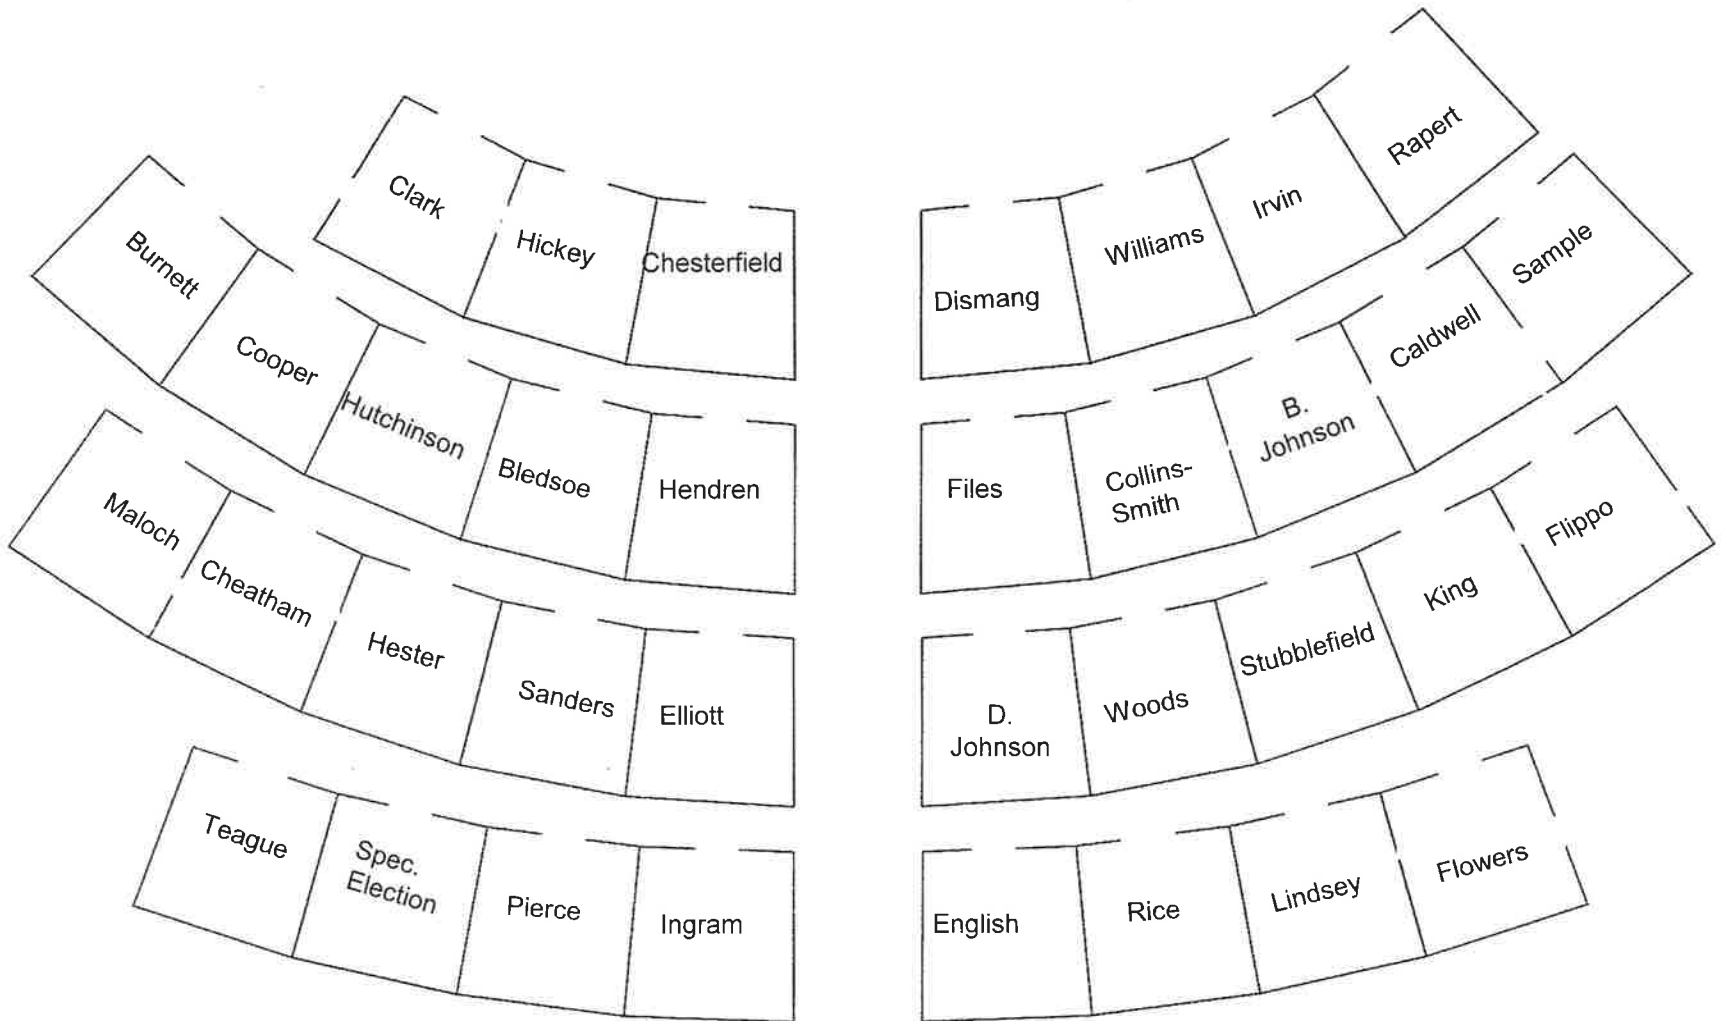 Clark
Hickey
Chesterfield
Dismang
Williams
Irvin
Rapert
Burnett
Cooper
Hutchinson
Bledsoe
Hendren
Files
Collins-
Smith
B.
Johnson
Caldwell
Sample
Maloch
Cheatham
Hester
Sanders
Elliott
D.
Johnson
Woods
Stubblefield
King
Flippo
Teague
Spec.
Election
Pierce
Ingram
English
Rice
Lindsey
Flowers